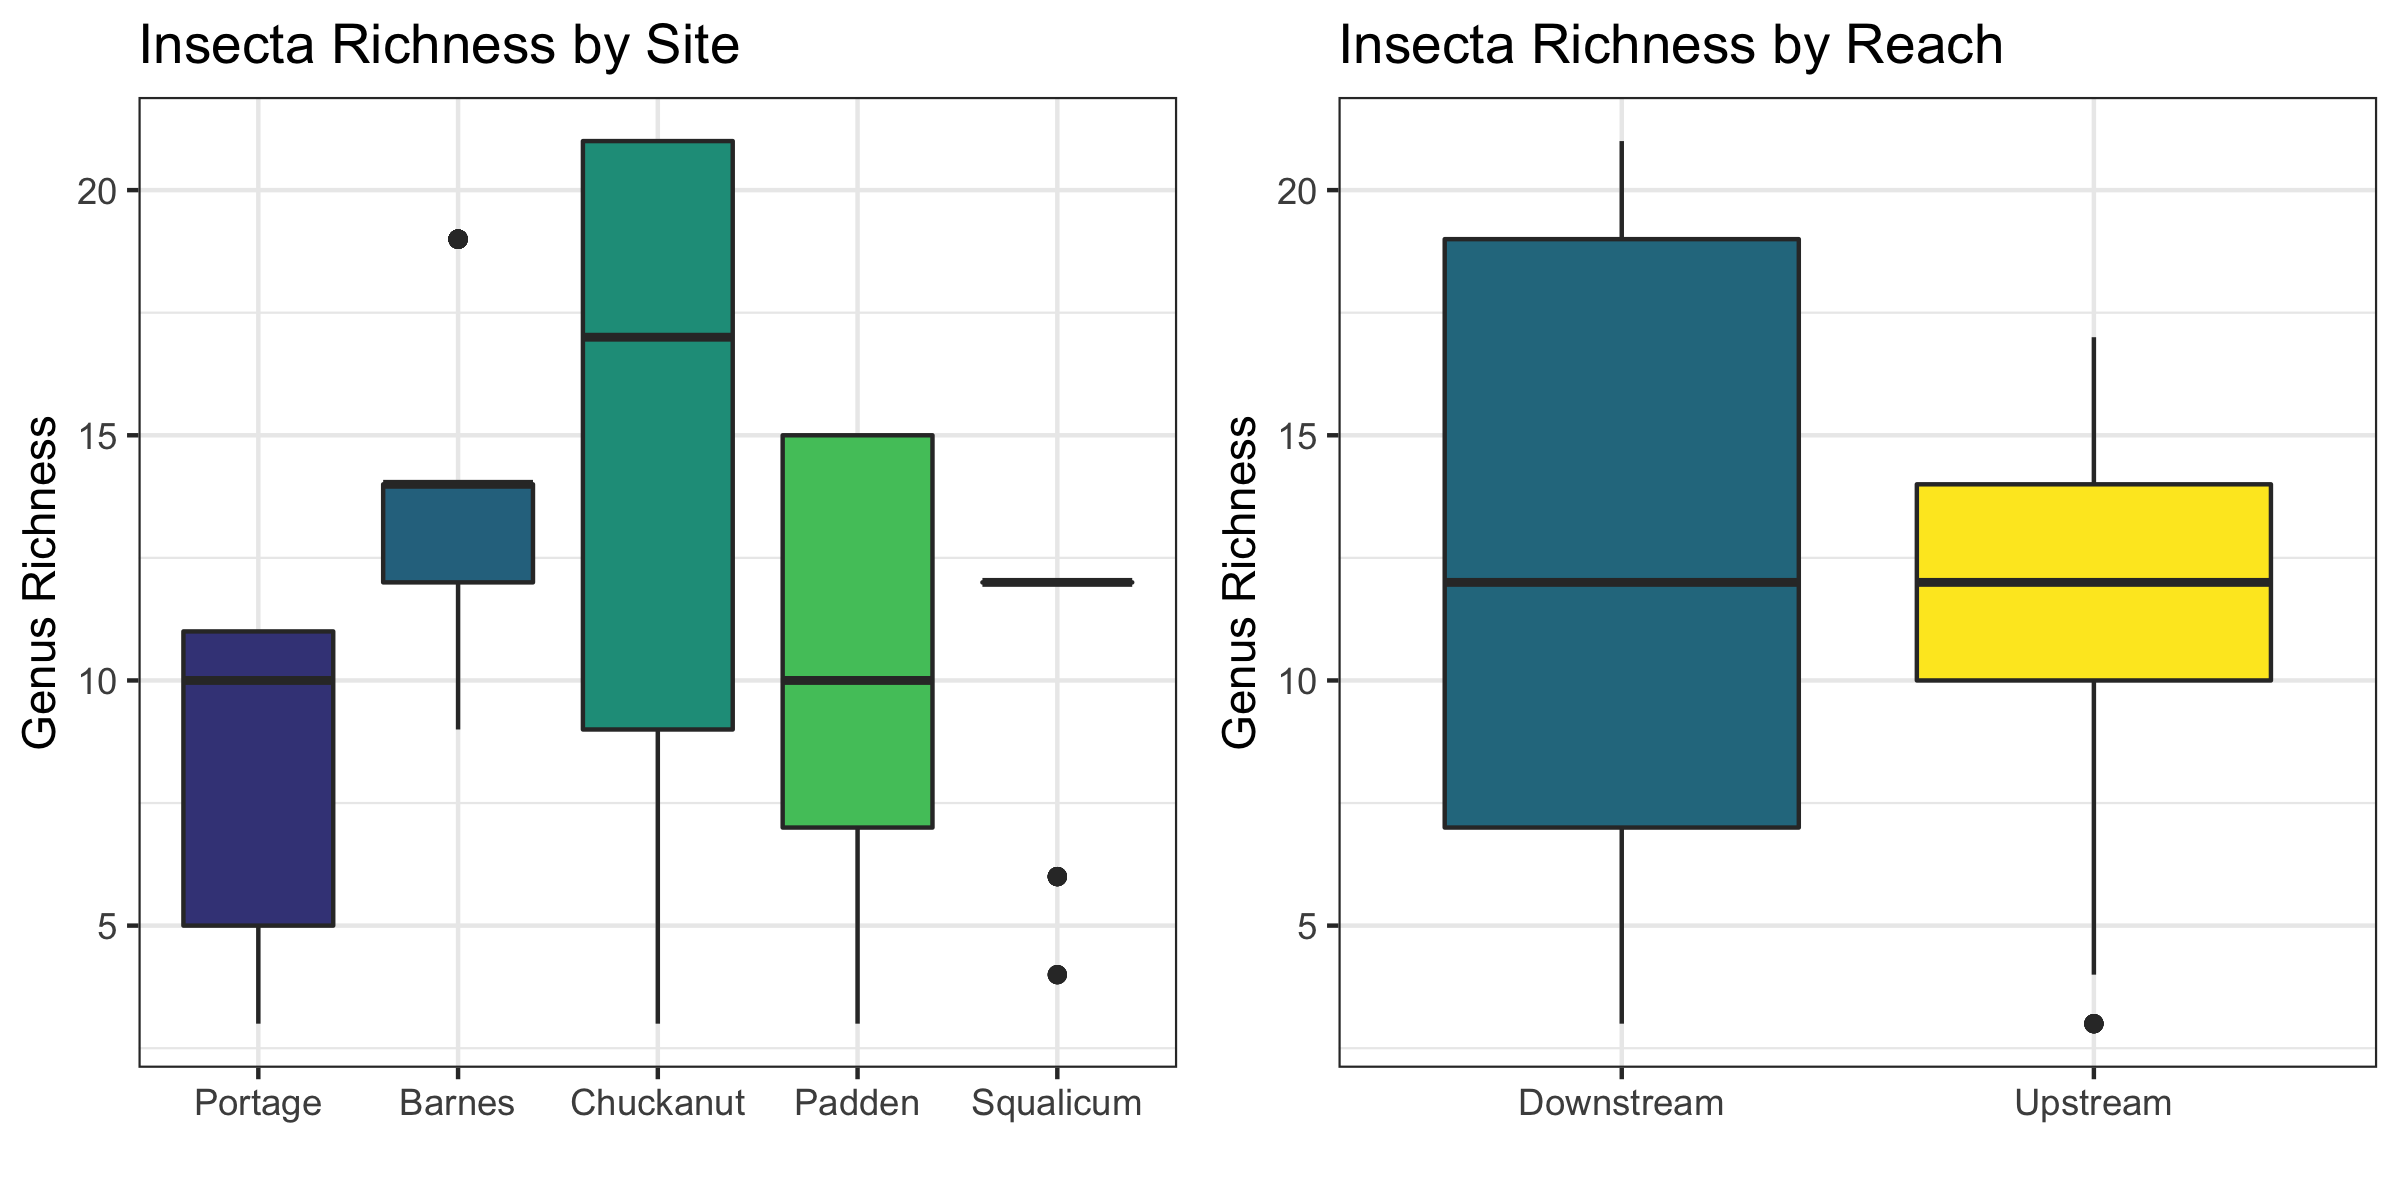 Insecta Richness by Site
Genus Richness
20
15
10
5
Portage Barnes Chuckanut Padden Squalicum
Insecta Richness by Reach
Genus Richness
20
15
10
5
Downstream Upstream